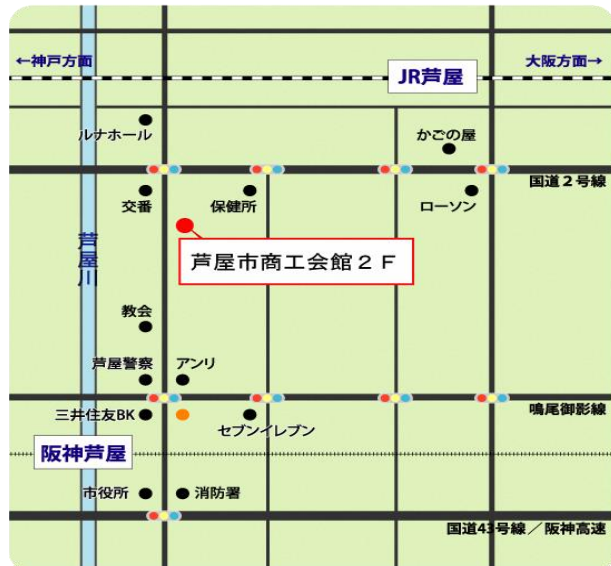 ←神戸方面
大阪方面→
JR芦屋
ルナホール
かごの屋
国道2号線
交番
保健所
ローソン
芦屋川
芦屋市商工会館2F
教会
芦屋警察
アンリ
鳴尾御影線
三井住友BK
セブンイレブン
阪神芦屋
市役所
消防署
国道43号線/阪神高速